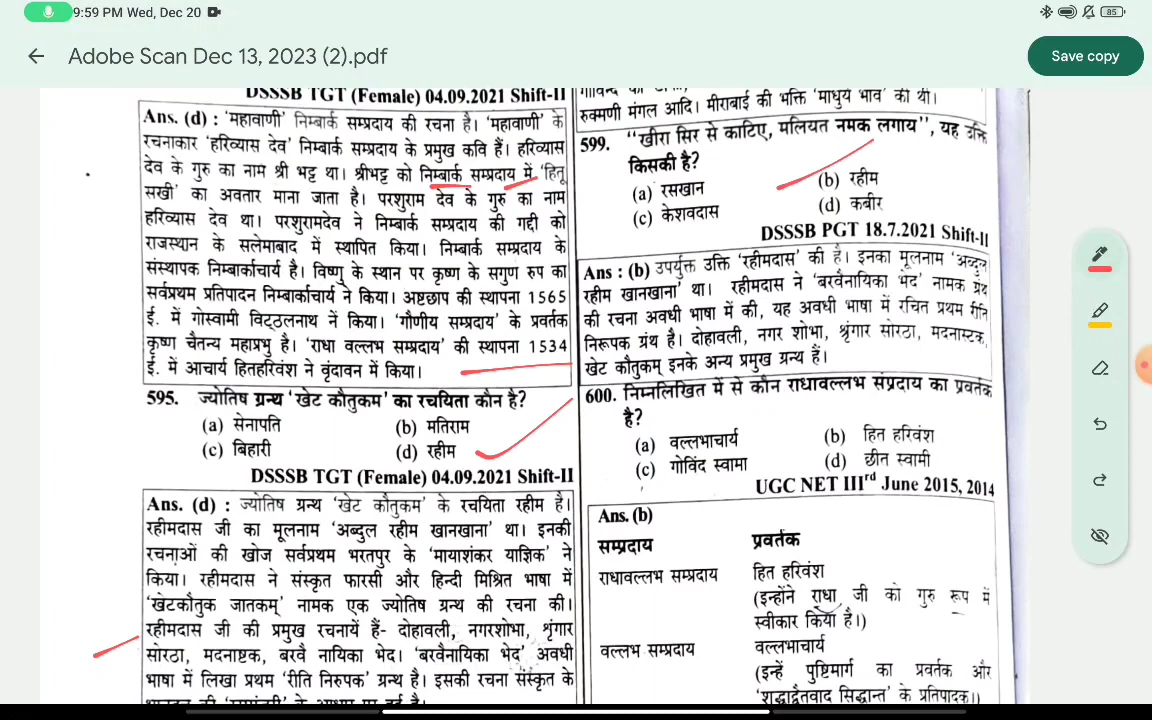 9:59 PM Wed, Dec 20
85
Adobe Scan Dec 13, 2023 (2).pdf
Save copy
DSSSB TGT (Female) 04.09.2021 Shift-II
Ans. (d) : 'महावाणी' निम्बार्क सम्प्रदाय की रचना है। 'महावाणी' के
रचनाकार 'हरिव्यास देव' निम्बार्क सम्प्रदाय के प्रमुख कवि हैं। हरिव्यास
देव के गुरु का नाम श्री भट्ट था। श्रीभट्ट को निम्बार्क सम्प्रदाय में 'हितू
सखी' का अवतार माना जाता है। परशुराम देव के गुरु का नाम
हरिव्यास देव था। परशुरामदेव ने निम्बार्क सम्प्रदाय की गद्दी को
राजस्थान के सलेमाबाद में स्थापित किया। निम्बार्क सम्प्रदाय के
संस्थापक निम्बार्काचार्य है। विष्णु के स्थान पर कृष्ण के सगुण रुप का
सर्वप्रथम प्रतिपादन निम्बार्काचार्य ने किया। अष्टछाप की स्थापना 1565
ई. में गोस्वामी विट्ठलनाथ नें किया। 'गौणीय सम्प्रदाय' के प्रवर्तक
कृष्ण चैतन्य महाप्रभु है। 'राधा वल्लभ सम्प्रदाय' की स्थापना 1534
ई. में आचार्य हितहरिवंश ने वृंदावन में किया।
595. ज्योतिष ग्रन्थ 'खेट कौतुकम' का रचयिता कौन है?
(a) सेनापति (b) मतिराम
(c) बिहारी (d) रहीम
DSSSB TGT (Female) 04.09.2021 Shift-II
Ans. (d) : ज्योतिष ग्रन्थ 'खेट कौतुकम' के रचयिता रहीम है।
रहीमदास जी का मूलनाम 'अब्दुल रहीम खानखाना' था। इनकी
रचनाओं की खोज सर्वप्रथम भरतपुर के 'मायाशंकर याज्ञिक' ने
किया। रहीमदास ने संस्कृत फारसी और हिन्दी मिश्रित भाषा में
'खेटकौतुक जातकम्' नामक एक ज्योतिष ग्रन्थ की रचना की।
रहीमदास जी की प्रमुख रचनायें हैं- दोहावली, नगरशोभा, श्रृंगार
सोरठा, मदनाष्टक, बरवै नायिका भेद। 'बरवैनायिका भेद' अवधी
भाषा में लिखा प्रथम 'रीति निरुपक' ग्रन्थ है। इसकी रचना संस्कृत के
रुक्मणी मंगल आदि। मीराबाई की भक्ति 'माधुर्य भाव' की थी।
599. "खीरा सिर से काटिए, मलियत नमक लगाय", यह उक्ति
किसकी है?
(a) रसखान (b) रहीम
(c) केशवदास (d) कबीर
DSSSB PGT 18.7.2021 Shift-II
Ans : (b) उपर्युक्त उक्ति 'रहीमदास' की है। इनका मूलनाम 'अब्दुल
रहीम खानखाना' था। रहीमदास ने 'बरवैनायिका भेद' नामक ग्रंथ
की रचना अवधी भाषा में की, यह अवधी भाषा में रचित प्रथम रीति
निरूपक ग्रंथ है। दोहावली, नगर शोभा, श्रृंगार सोरठा, मदनास्टक,
खेट कौतुकम् इनके अन्य प्रमुख ग्रन्थ हैं।
600. निम्नलिखित में से कौन राधावल्लभ संप्रदाय का प्रवर्तक
है?
(a) वल्लभाचार्य (b) हित हरिवंश
(c) गोविंद स्वामा (d) छीत स्वामी
UGC NET IIIrd June 2015, 2014
Ans. (b)
सम्प्रदाय प्रवर्तक
राधावल्लभ सम्प्रदाय हित हरिवंश
(इन्होंने राधा जी को गुरु रूप में
स्वीकार किया है।)
वल्लभ सम्प्रदाय वल्लभाचार्य
(इन्हें पुष्टिमार्ग का प्रवर्तक और
'शुद्धाद्वैतवाद सिद्धान्त' के प्रतिपादक।)